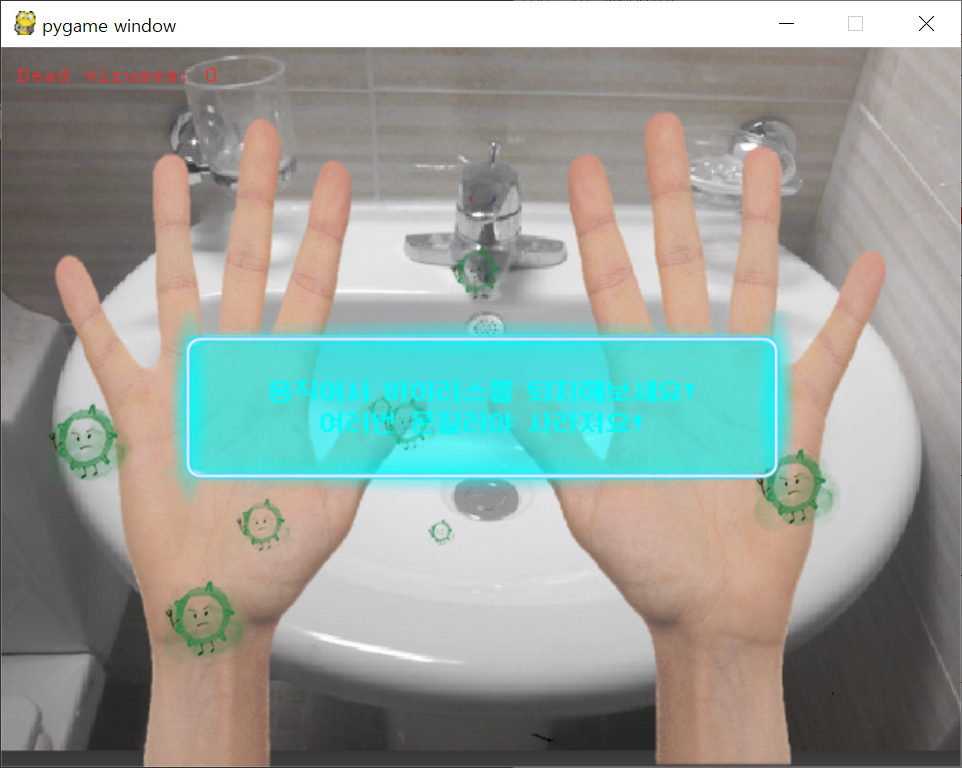 pygame window
Dead viruses: 0
움직여서 바이러스를 퇴치해보세요!
여러번 문질러야 사라져요!